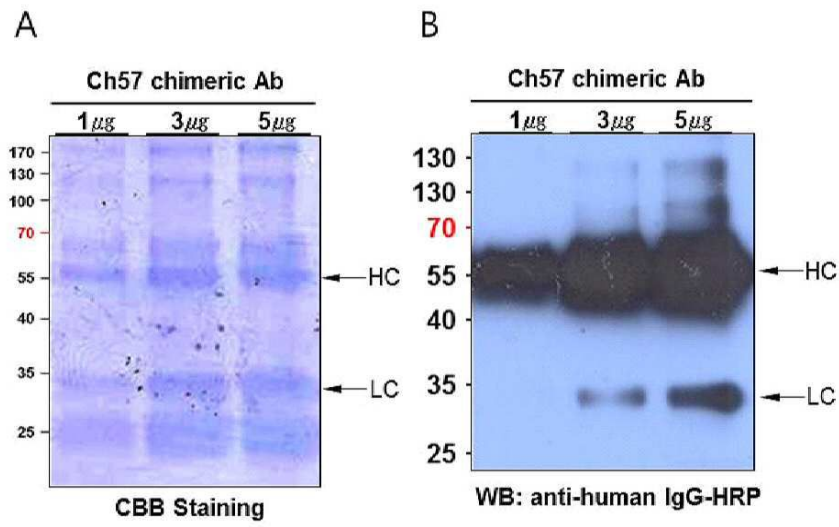 A
Ch57 chimeric Ab
1㎍ 3㎍ 5㎍
170
130
100
70
55
40
35
25
HC
LC
CBB Staining
B
Ch57 chimeric Ab
1㎍ 3㎍ 5㎍
130
130
70
55
40
35
25
HC
LC
WB: anti-human IgG-HRP